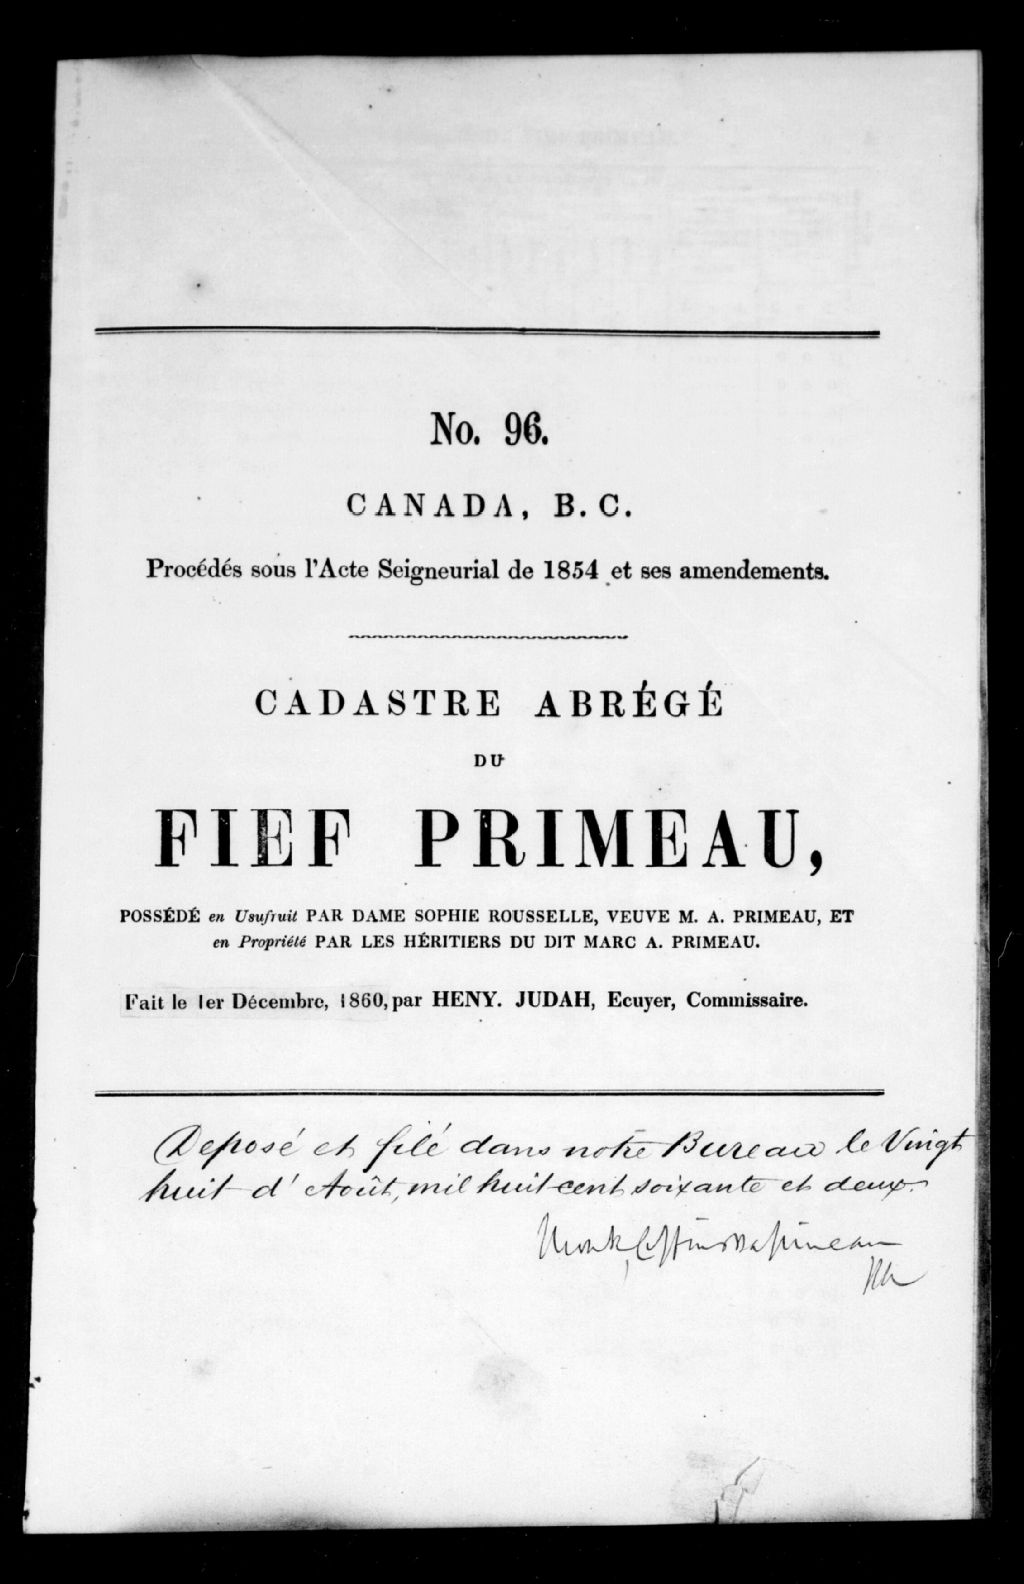 No. 96.
CANADA, B. C.
Procédés sous l'Acte Seigneurial de 1854 et ses amendements.
CADASTRE ABRÉGÉ
DU
FIEF PRIMEAU,
POSSÉDÉ en Usufruit PAR DAME SOPHIE ROUSSELLE, VEUVE M. A. PRIMEAU, ET
en Propriété PAR LES HÉRITIERS DU DIT MARC A. PRIMEAU.
Fait le 1er Décembre, 1860, par HENY. JUDAH, Ecuyer, Commissaire.
Deposé et filé dans notre Bureau le Vingt
huit d'Août, mil huit cent soixante et deux.
Monk